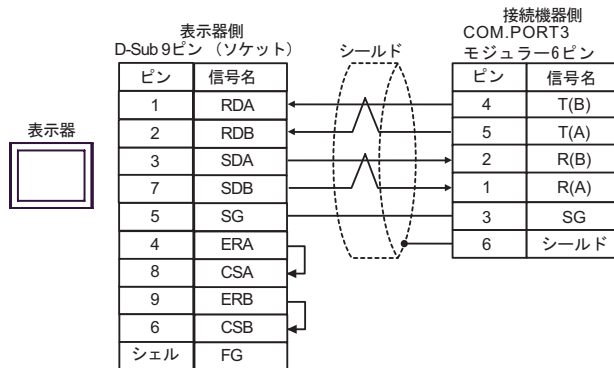 表示器側
D-Sub 9ピン （ソケット）
シールド
接続機器側
COM.PORT3
モジュラー6ピン
表示器
ピン 信号名
1 RDA
2 RDB
3 SDA
7 SDB
5 SG
4 ERA
8 CSA
9 ERB
6 CSB
シェル FG
ピン 信号名
4 T(B)
5 T(A)
2 R(B)
1 R(A)
3 SG
6 シールド